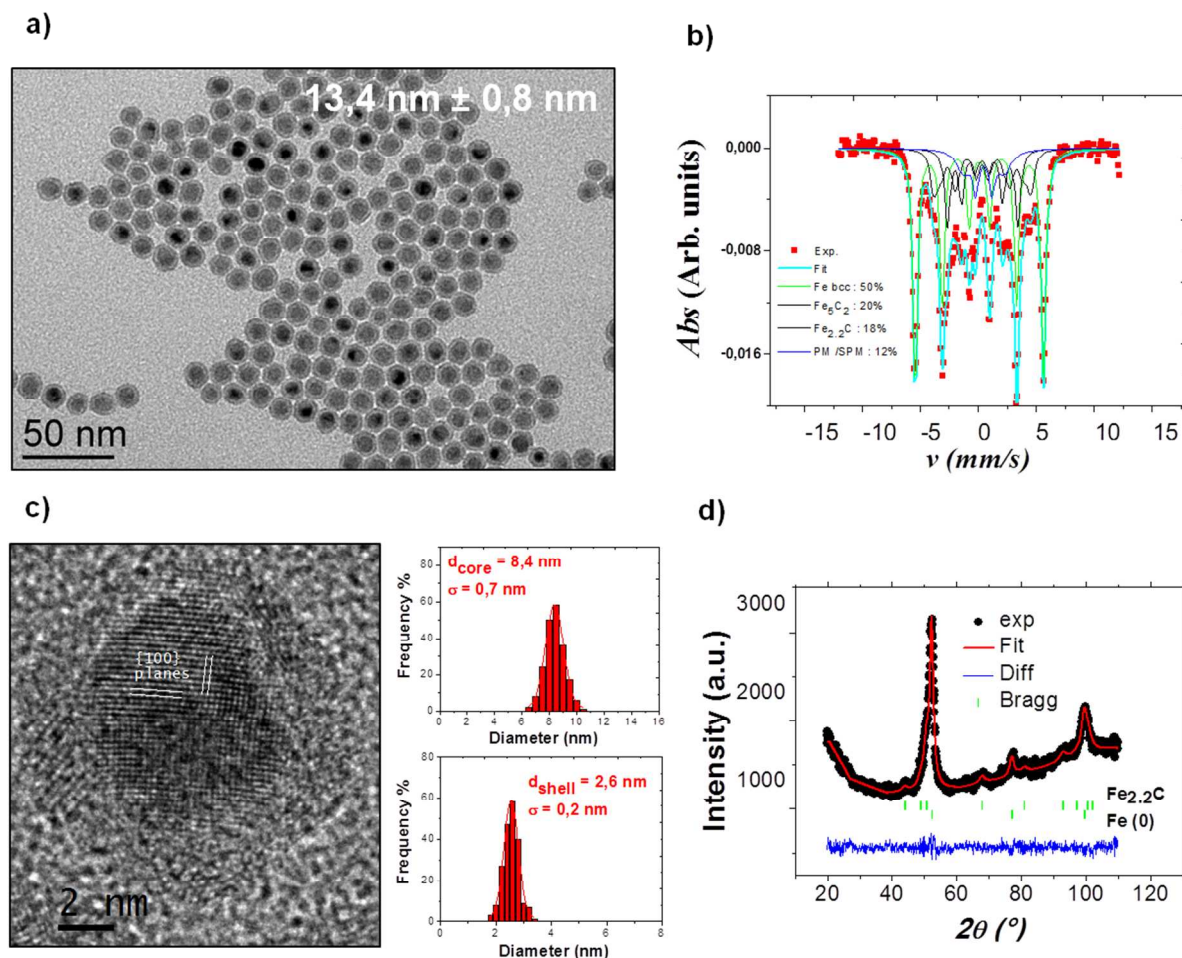 a)
13,4 nm ± 0,8 nm
50 nm
b)
Abs (Arb. units)
0,000
-0,008
-0,016
Exp.
Fit
Fe bcc : 50%
Fe₅C₂ : 20%
Fe₂.₂C : 18%
PM /SPM : 12%
-15 -10 -5 0 5 10 15
v (mm/s)
c)
{100}
planes
2 nm
Frequency %
80
60
40
20
0
d_core = 8,4 nm
σ = 0,7 nm
0 2 4 6 8 10 12 14 16
Diameter (nm)
Frequency %
80
60
40
20
0
d_shell = 2,6 nm
σ = 0,2 nm
0 2 4 6 8
Diameter (nm)
d)
Intensity (a.u.)
3000
2000
1000
exp
Fit
Diff
Bragg
Fe₂.₂C
Fe (0)
20 40 60 80 100 120
2θ (°)